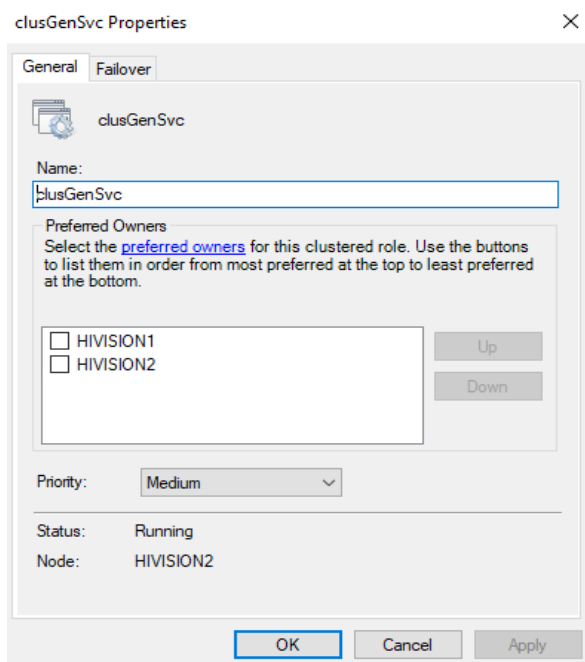 clusGenSvc Properties
General
Failover
clusGenSvc
Name:
clusGenSvc
Preferred Owners
Select the preferred owners for this clustered role. Use the buttons
to list them in order from most preferred at the top to least preferred
at the bottom.
HIVISION1
HIVISION2
Up
Down
Priority:
Medium
Status:
Running
Node:
HIVISION2
OK
Cancel
Apply